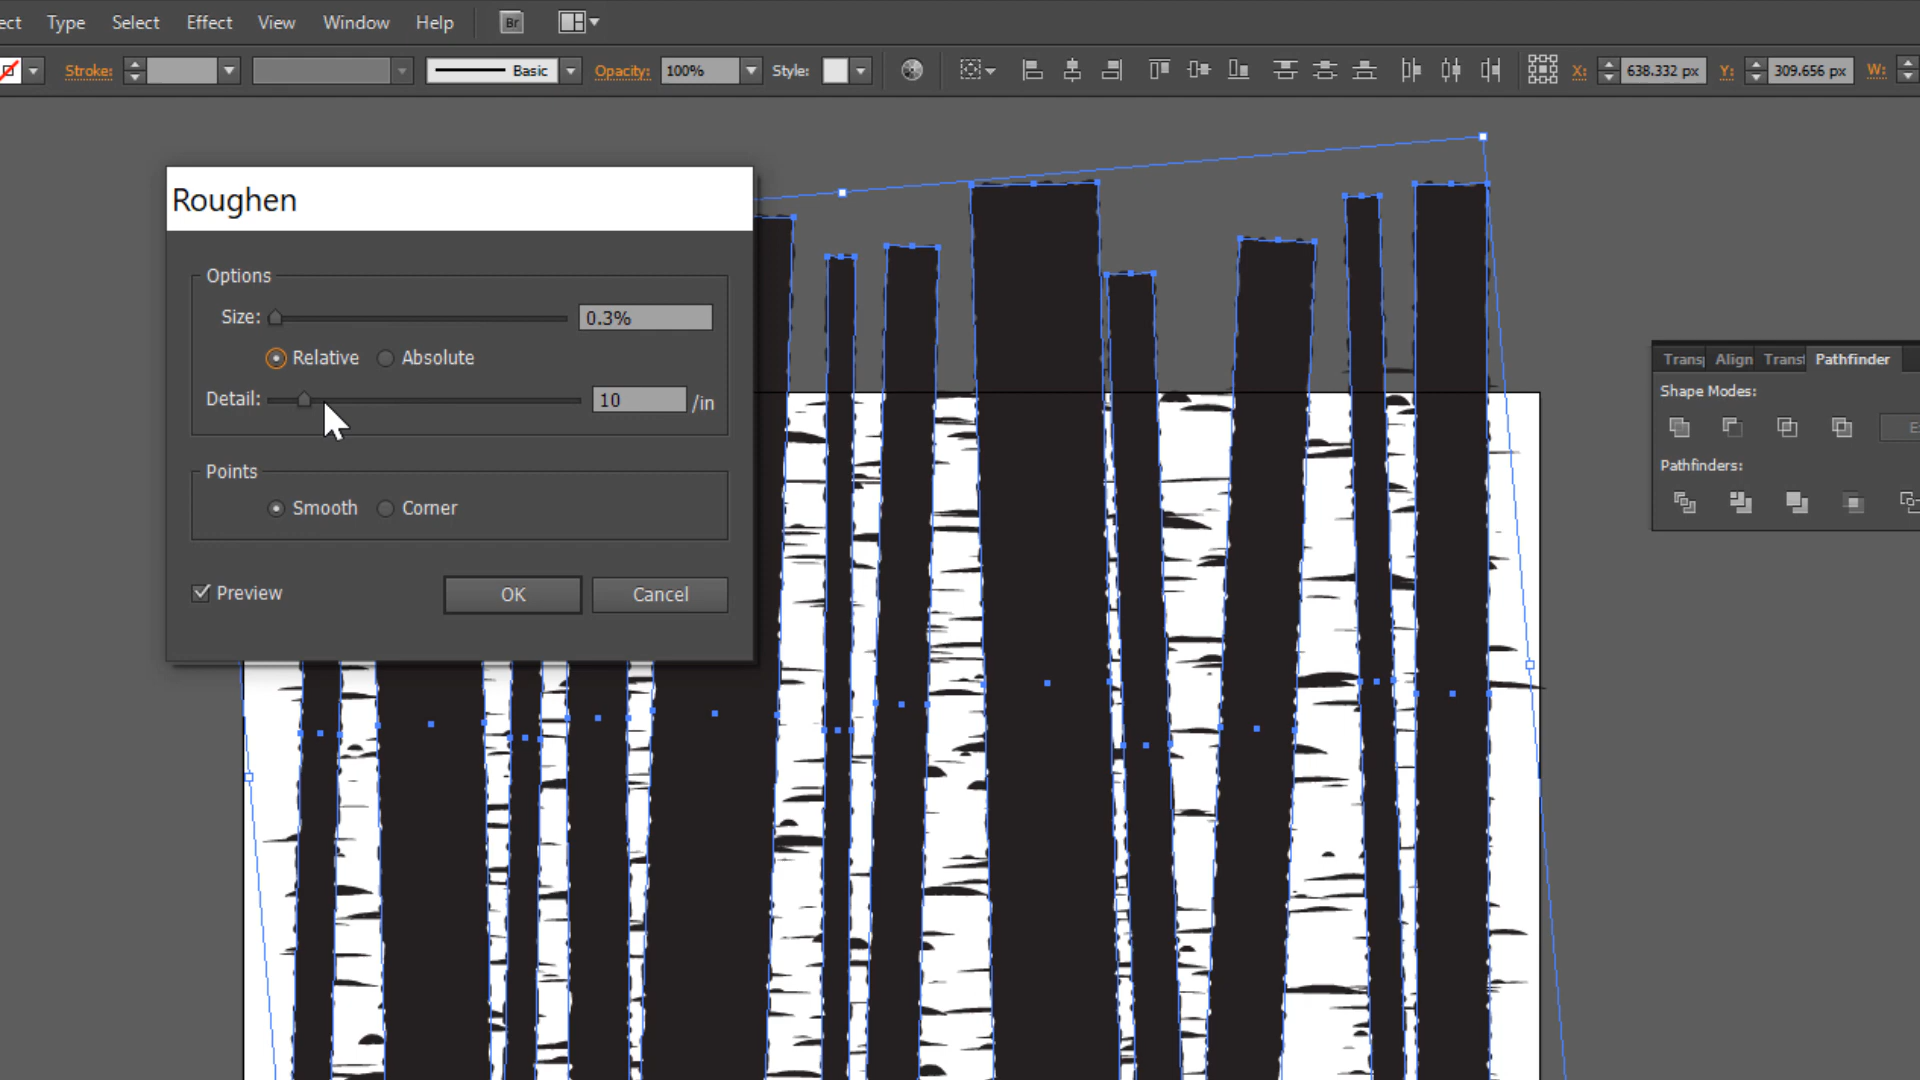 ect Type Select Effect View Window Help Br
Stroke: Basic Opacity: 100% Style: X: 638.332 px Y: 309.656 px W:
Roughen
Options
Size: 0.3%
Relative Absolute
Detail: 10 /in
Points
Smooth Corner
Preview OK Cancel
Transp Align Transf Pathfinder
Shape Modes:
E
Pathfinders: